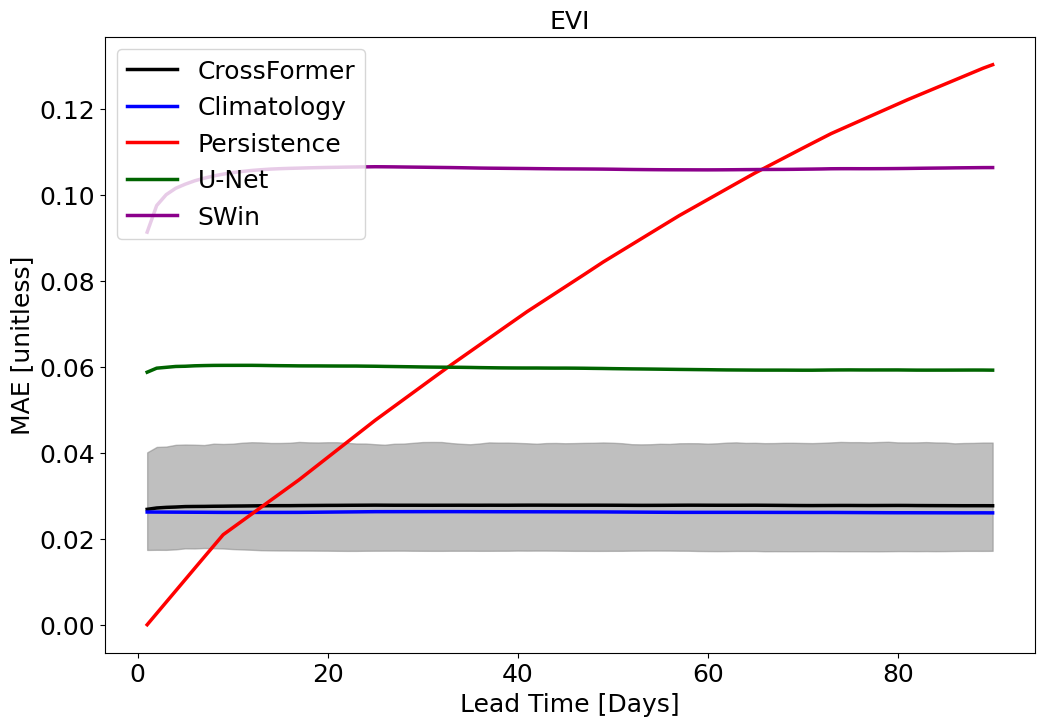 EVI
CrossFormer
Climatology
Persistence
U-Net
SWin
MAE [unitless]
0.12
0.10
0.08
0.06
0.04
0.02
0.00
0 20 40 60 80
Lead Time [Days]